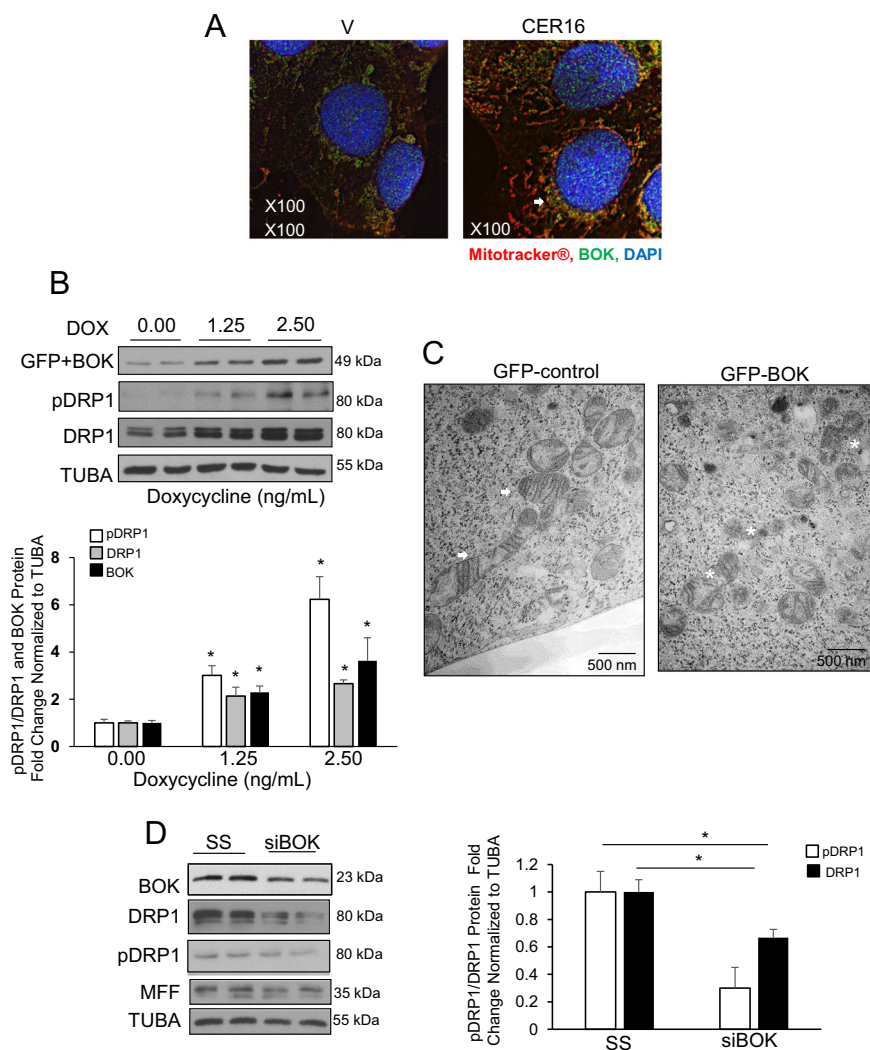 A
V
CER16
X100
X100
X100
Mitotracker®, BOK, DAPI
B
DOX
0.00 1.25 2.50
GFP+BOK
49 kDa
pDRP1
80 kDa
DRP1
80 kDa
TUBA
55 kDa
Doxycycline (ng/mL)
pDRP1
DRP1
BOK
pDRP1/DRP1 and BOK Protein
Fold Change Normalized to TUBA
8
6
4
2
0
* * * * * *
0.00 1.25 2.50
Doxycycline (ng/mL)
C
GFP-control
GFP-BOK
*
*
*
500 nm
500 nm
D
SS siBOK
BOK
23 kDa
DRP1
80 kDa
pDRP1
80 kDa
MFF
35 kDa
TUBA
55 kDa
pDRP1/DRP1 Protein Fold
Change Normalized to TUBA
1.2
1
0.8
0.6
0.4
0.2
0
*
*
pDRP1
DRP1
SS siBOK